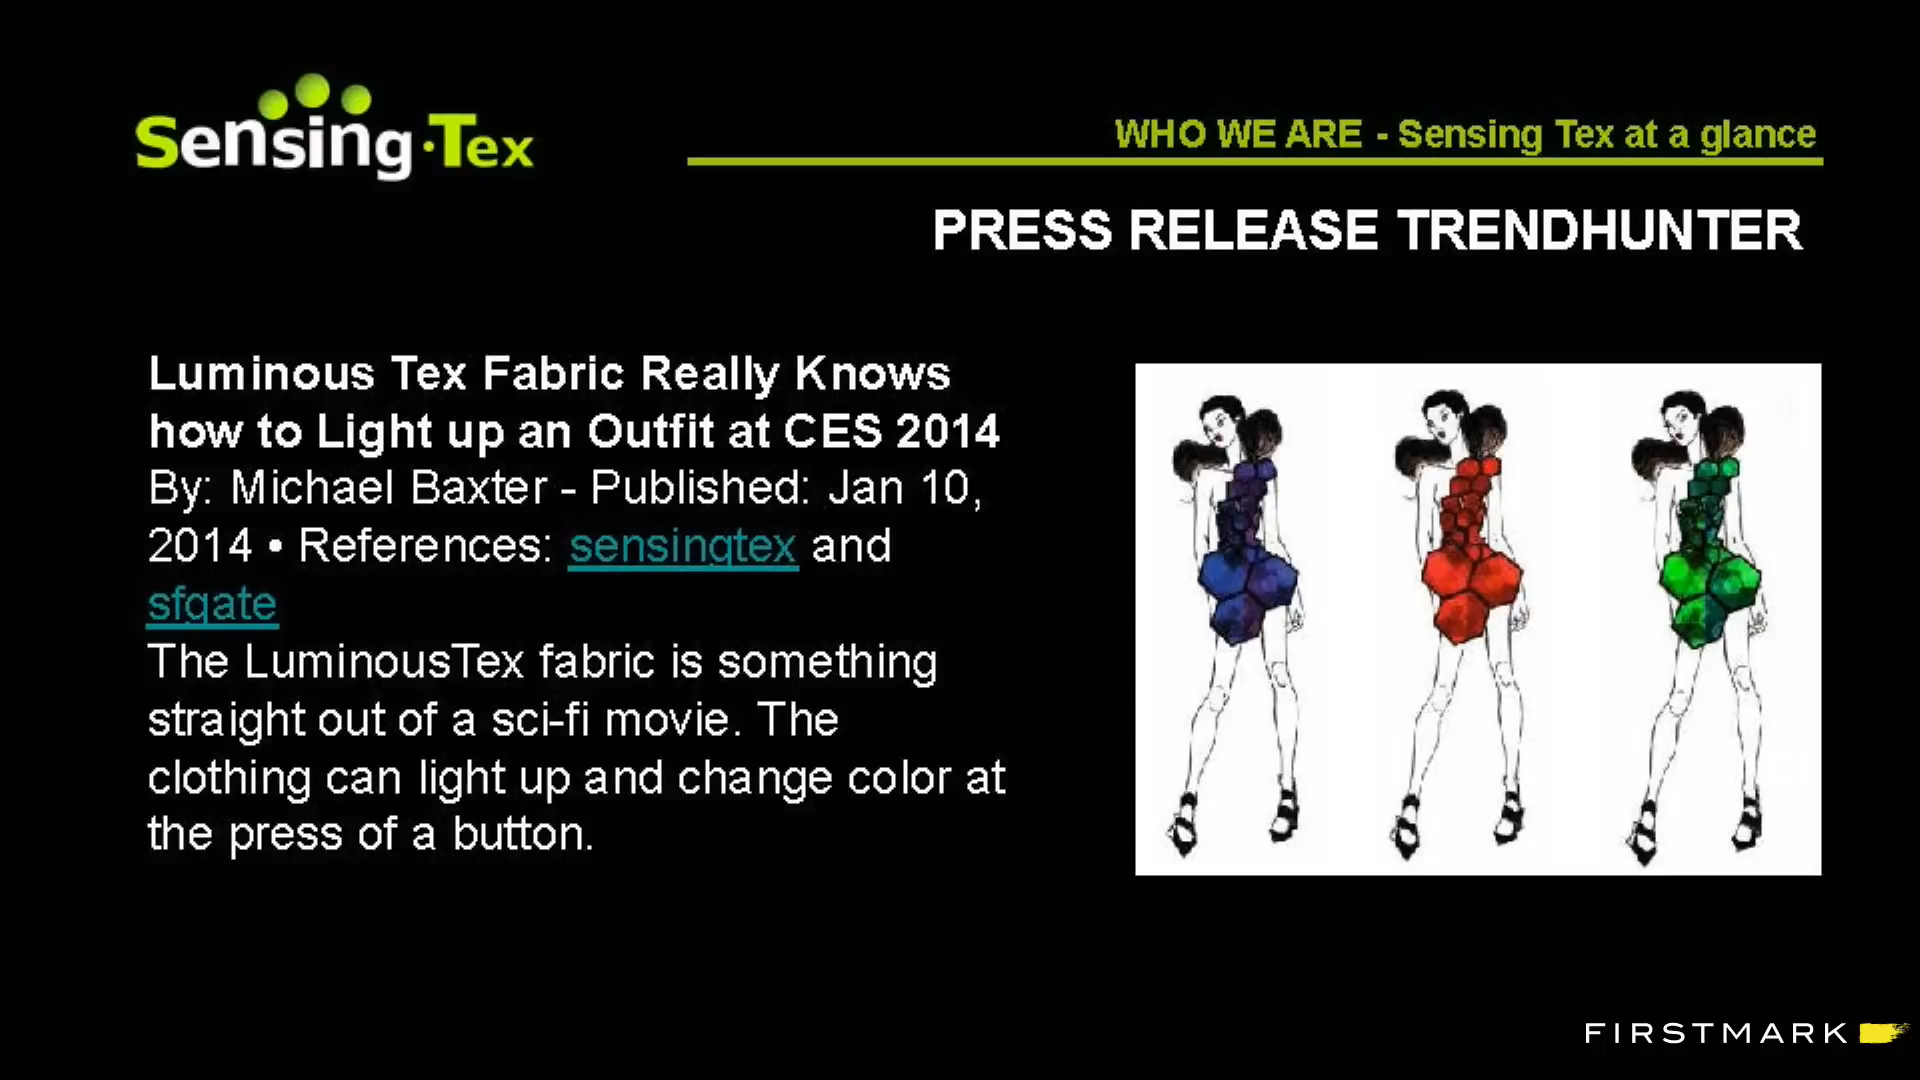 Sensing·Tex
WHO WE ARE - Sensing Tex at a glance
PRESS RELEASE TRENDHUNTER
Luminous Tex Fabric Really Knows
how to Light up an Outfit at CES 2014
By: Michael Baxter - Published: Jan 10,
2014 • References: sensingtex and
sfgate
The LuminousTex fabric is something
straight out of a sci-fi movie. The
clothing can light up and change color at
the press of a button.
FIRSTMARK